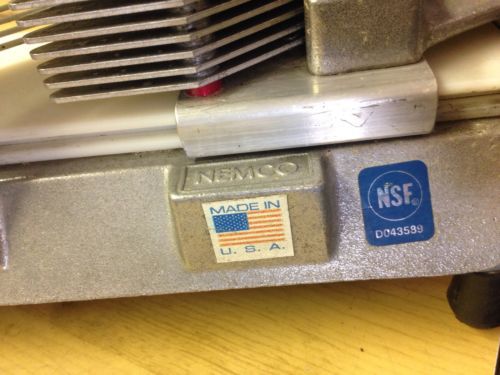 NEMCO
MADE IN
U. S. A.
NSF®
D043589